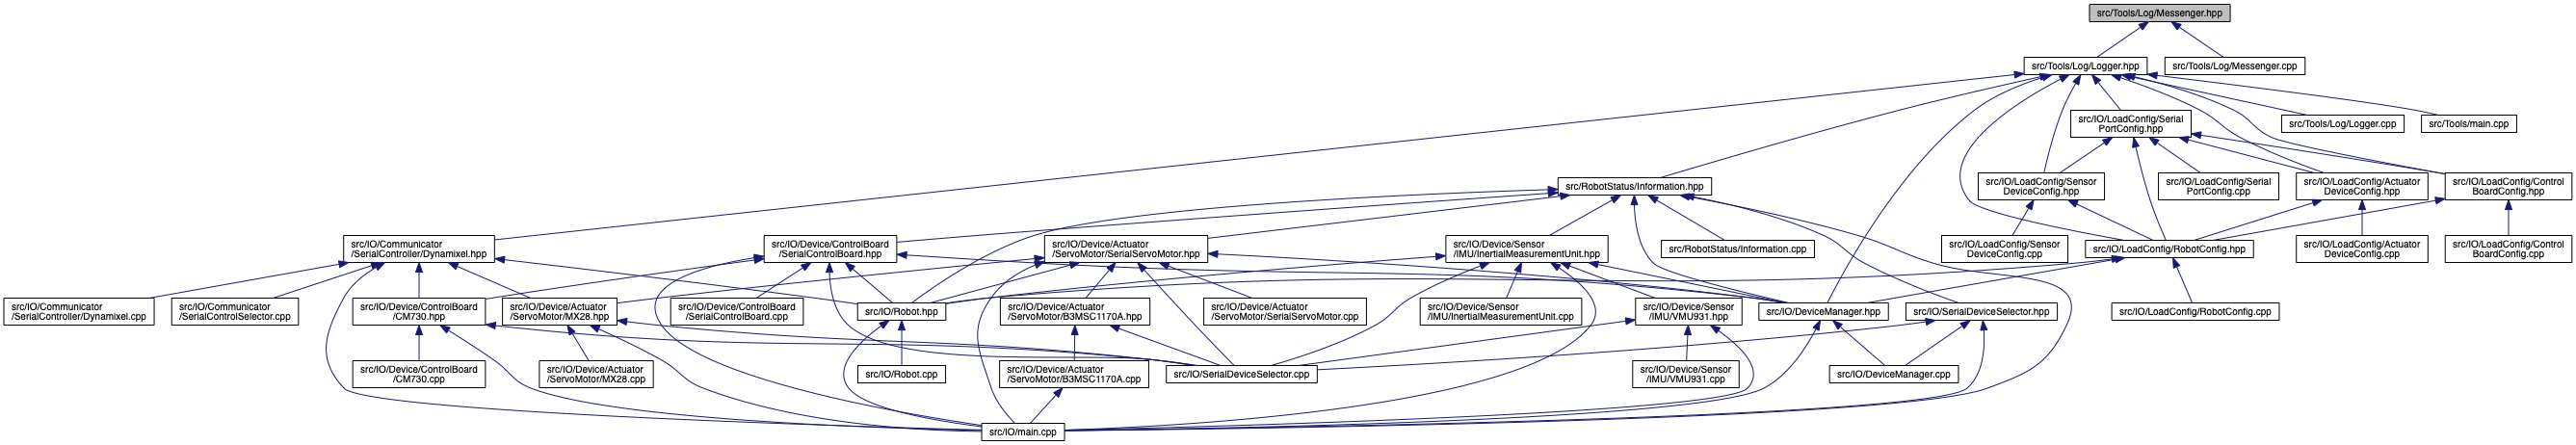 src/Tools/Log/Messenger.hpp
src/Tools/Log/Logger.hpp
src/Tools/Log/Messenger.cpp
src/IO/LoadConfig/Serial
PortConfig.hpp
src/Tools/Log/Logger.cpp
src/Tools/main.cpp
src/RobotStatus/Information.hpp
src/IO/LoadConfig/Sensor
DeviceConfig.hpp
src/IO/LoadConfig/Serial
PortConfig.cpp
src/IO/LoadConfig/Actuator
DeviceConfig.hpp
src/IO/LoadConfig/Control
BoardConfig.hpp
src/IO/Communicator
/SerialController/Dynamixel.hpp
src/IO/Device/ControlBoard
/SerialControlBoard.hpp
src/IO/Device/Actuator
/ServoMotor/SerialServoMotor.hpp
src/IO/Device/Sensor
/IMU/InertialMeasurementUnit.hpp
src/RobotStatus/Information.cpp
src/IO/LoadConfig/Sensor
DeviceConfig.cpp
src/IO/LoadConfig/RobotConfig.hpp
src/IO/LoadConfig/Actuator
DeviceConfig.cpp
src/IO/LoadConfig/Control
BoardConfig.cpp
src/IO/Communicator
/SerialController/Dynamixel.cpp
src/IO/Communicator
/SerialControlSelector.cpp
src/IO/Device/ControlBoard
/CM730.hpp
src/IO/Device/Actuator
/ServoMotor/MX28.hpp
src/IO/Device/ControlBoard
/SerialControlBoard.cpp
src/IO/Robot.hpp
src/IO/Device/Actuator
/ServoMotor/B3MSC1170A.hpp
src/IO/Device/Actuator
/ServoMotor/SerialServoMotor.cpp
src/IO/Device/Sensor
/IMU/InertialMeasurementUnit.cpp
src/IO/Device/Sensor
/IMU/VMU931.hpp
src/IO/DeviceManager.hpp
src/IO/SerialDeviceSelector.hpp
src/IO/LoadConfig/RobotConfig.cpp
src/IO/Device/ControlBoard
/CM730.cpp
src/IO/Device/Actuator
/ServoMotor/MX28.cpp
src/IO/Robot.cpp
src/IO/Device/Actuator
/ServoMotor/B3MSC1170A.cpp
src/IO/SerialDeviceSelector.cpp
src/IO/Device/Sensor
/IMU/VMU931.cpp
src/IO/DeviceManager.cpp
src/IO/main.cpp